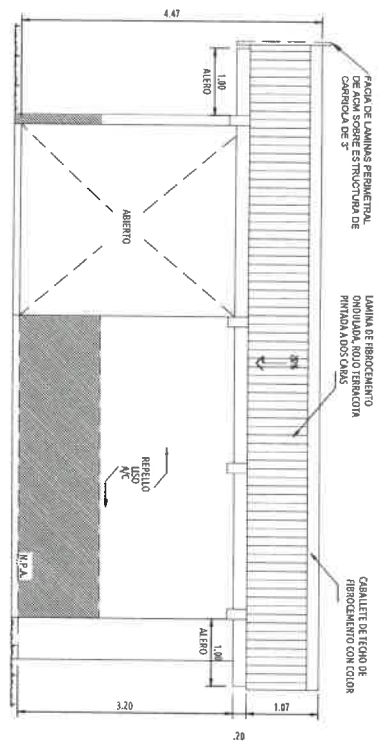 4.47
1.00
ALERO
FACIA DE LAMINAS PERIMETRAL
DE ACM SOBRE ESTRUCTURA DE
CARRIOLA DE 3"
ABIERTO
LAMINA DE FIBROCEMENTO
ONDULADA, ROJO TERRACOTA
PINTADA A DOS CARAS
REPELLO
LISO
A/C
N.P.A.
CABALLETE DE TECHO DE
FIBROCEMENTO CON COLOR
1.00
ALERO
3.20
.20
1.07